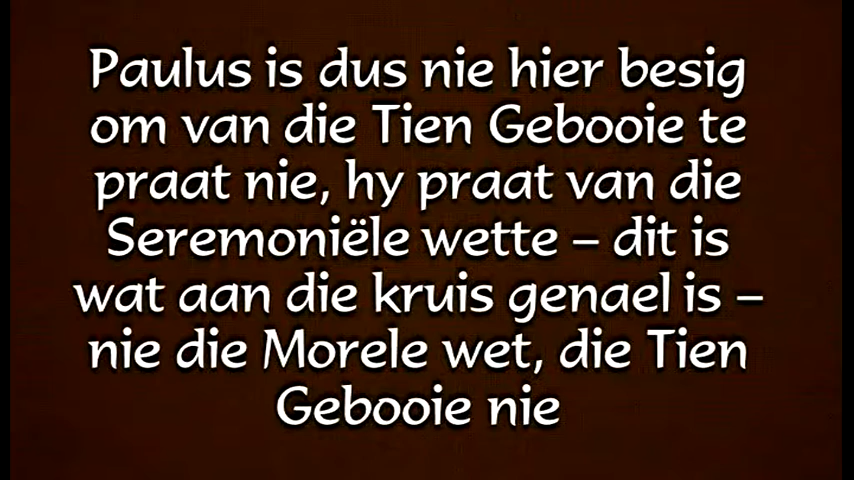 Paulus is dus nie hier besig
om van die Tien Gebooie te
praat nie, hy praat van die
Seremoniële wette – dit is
wat aan die kruis genael is –
nie die Morele wet, die Tien
Gebooie nie